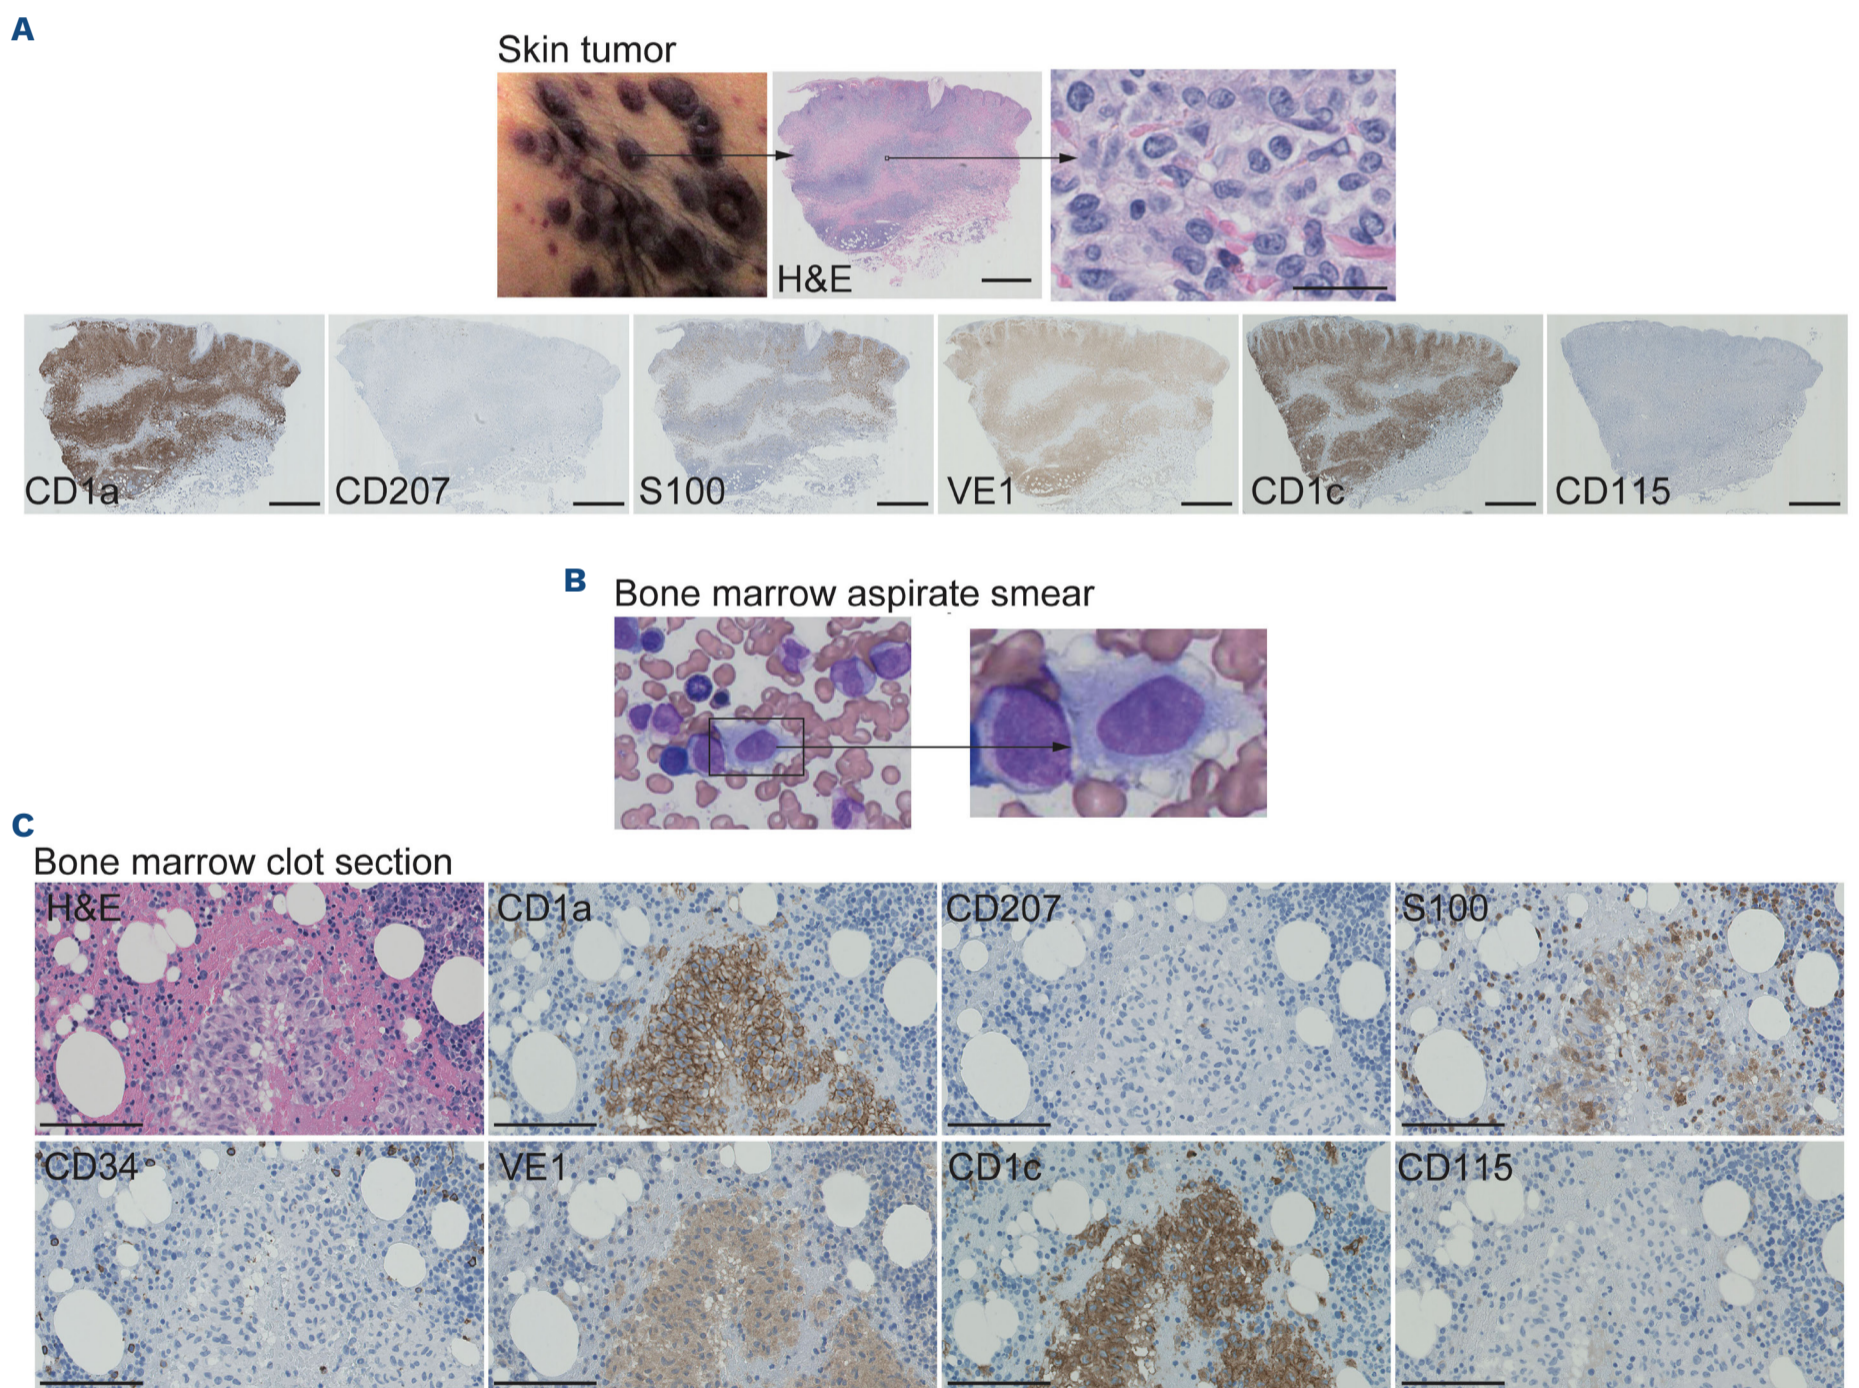 A
Skin tumor
H&E
CD1a
CD207
S100
VE1
CD1c
CD115
B
Bone marrow aspirate smear
C
Bone marrow clot section
H&E
CD1a
CD207
S100
CD34
VE1
CD1c
CD115